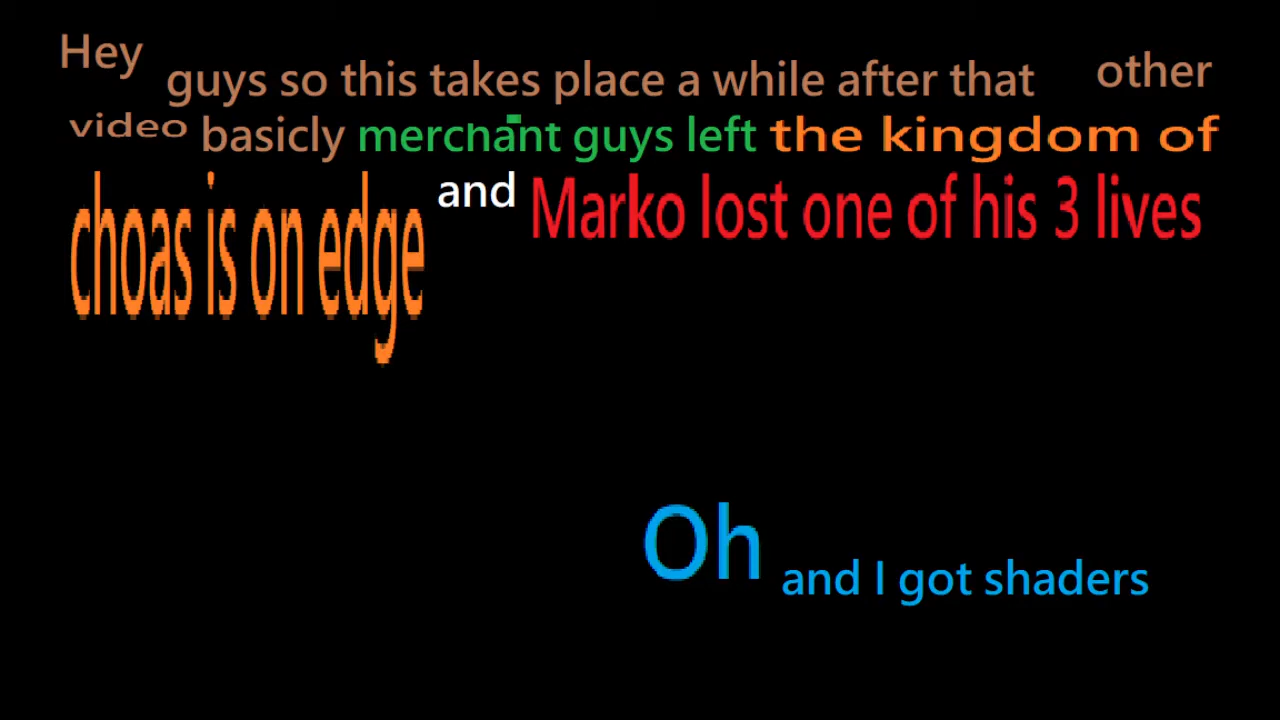 Hey guys so this takes place a while after that other
video basicly merchant guys left the kingdom of
choas is on edge and Marko lost one of his 3 lives
Oh and I got shaders